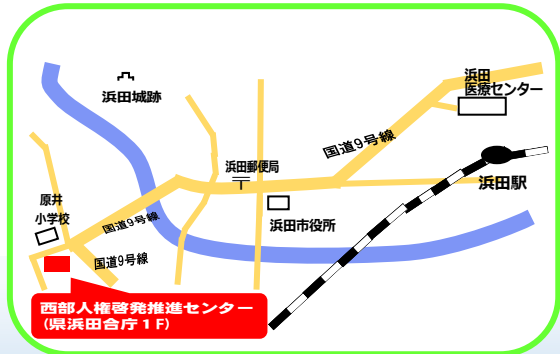 浜田
医療センター
浜田城跡
国道9号線
浜田郵便局
〒
浜田駅
原井
小学校
浜田市役所
国道9号線
国道9号線
西部人権啓発推進センター
(県浜田合庁1F)